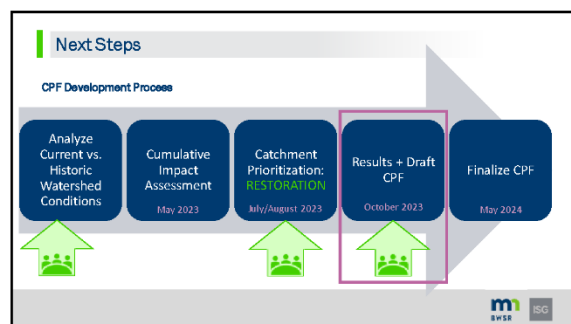 Next Steps
CPF Development Process
Analyze
Current vs.
Historic
Watershed
Conditions
Cumulative
Impact
Assessment
May 2023
Catchment
Prioritization:
RESTORATION
July/August 2023
Results + Draft
CPF
October 2023
Finalize CPF
May 2024
mn
BWSR
ISG